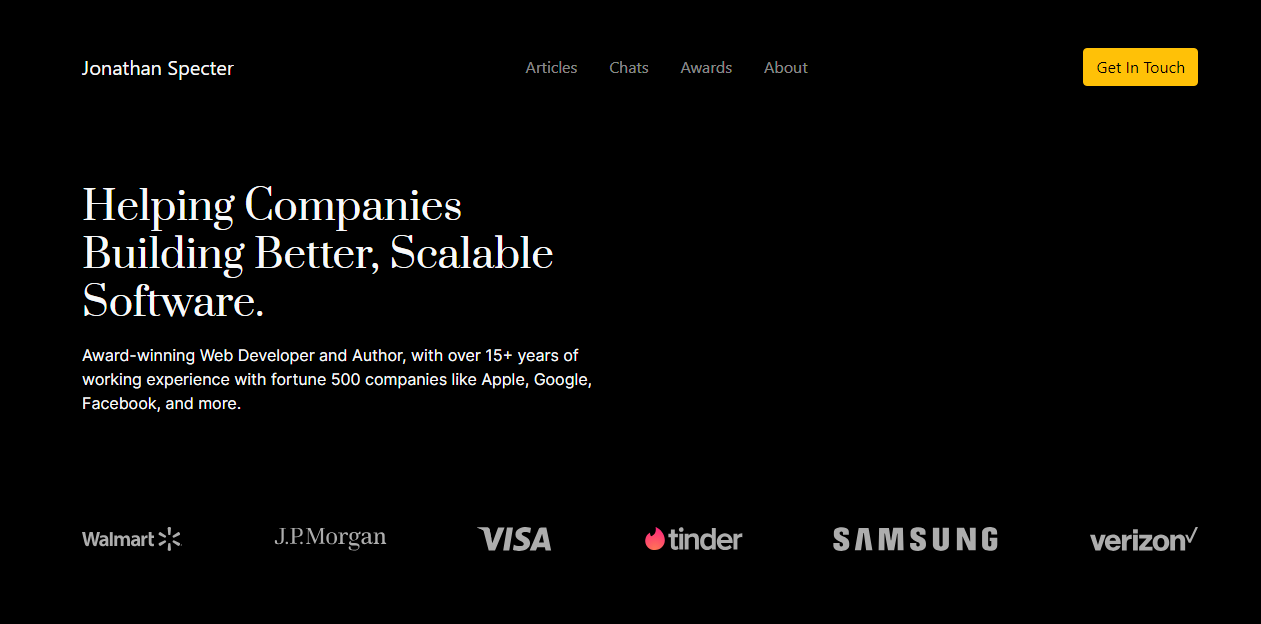 Jonathan Specter
Articles Chats Awards About
Get In Touch
Helping Companies
Building Better, Scalable
Software.
Award-winning Web Developer and Author, with over 15+ years of
working experience with fortune 500 companies like Apple, Google,
Facebook, and more.
Walmart J.P.Morgan VISA tinder SAMSUNG verizon